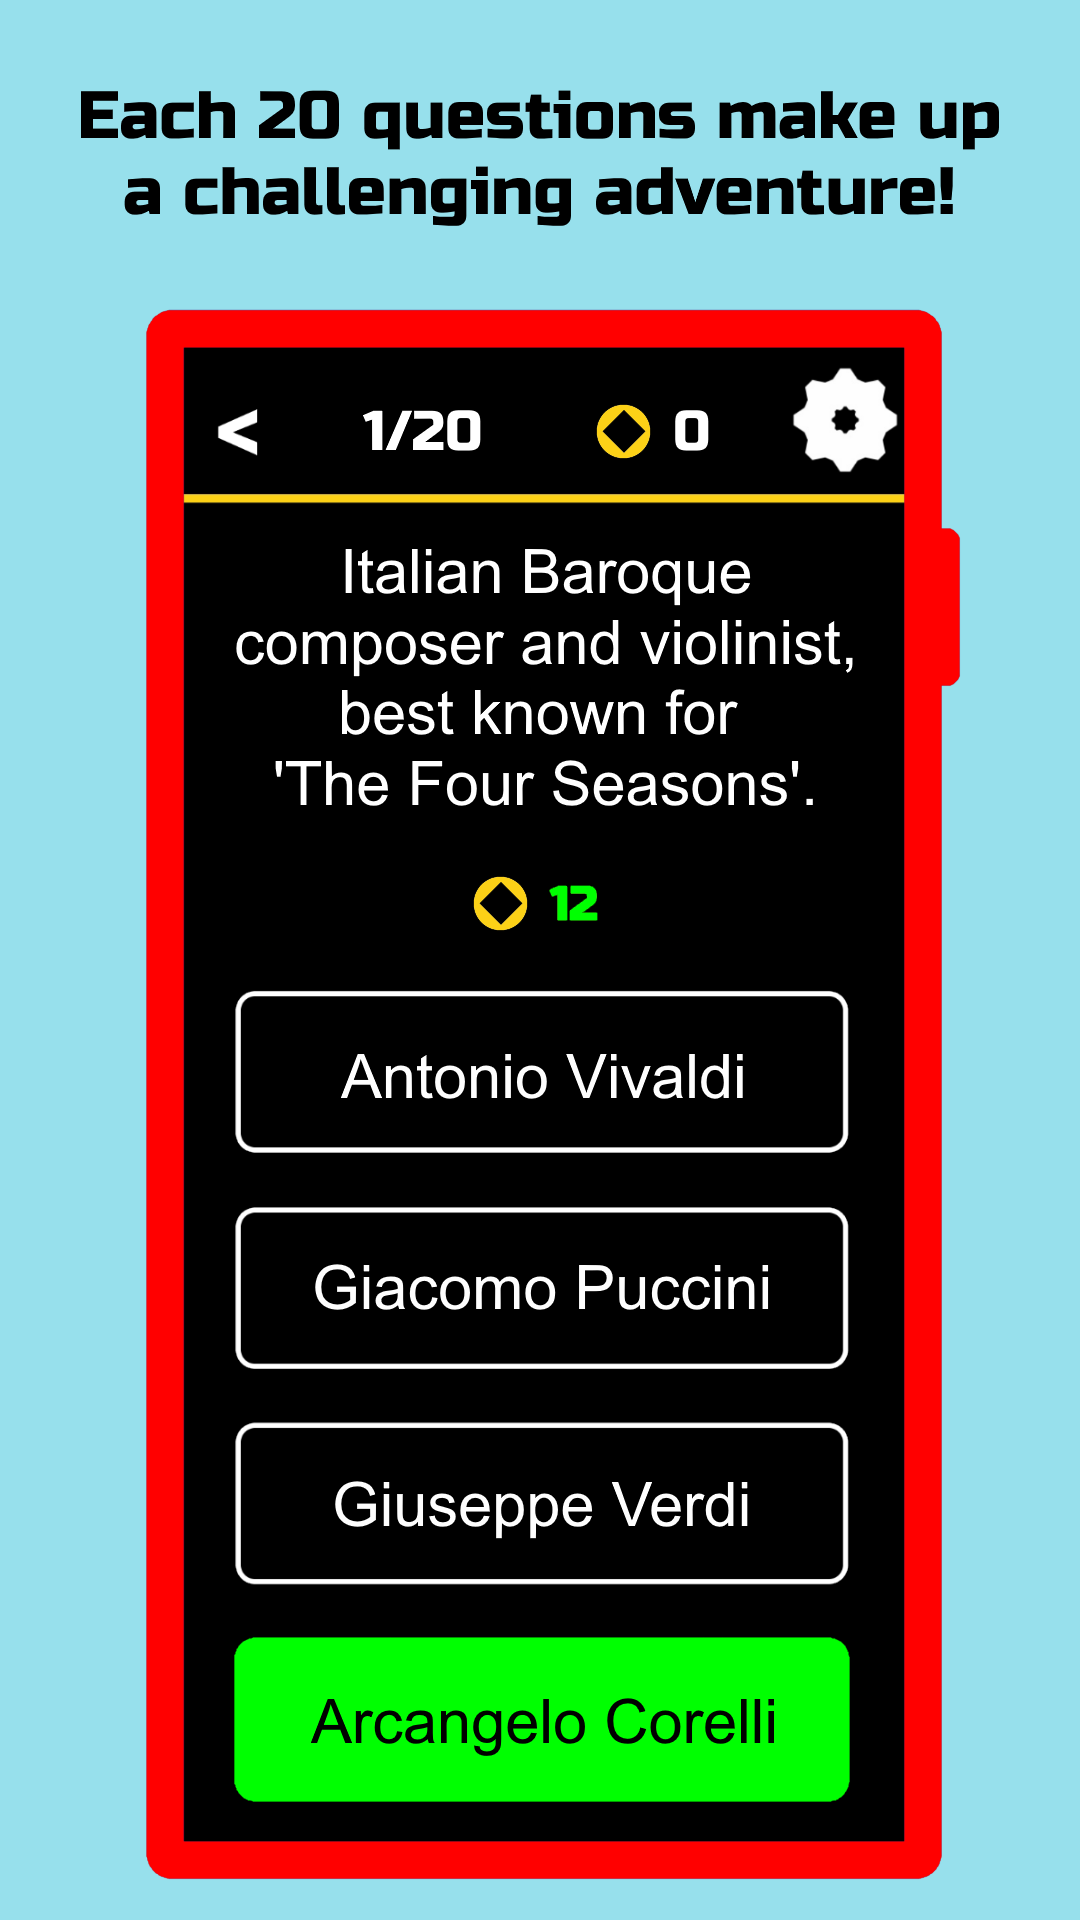 Each 20 questions make up
a challenging adventure!
< 1/20 0
Italian Baroque
composer and violinist,
best known for
'The Four Seasons'.
12
Antonio Vivaldi
Giacomo Puccini
Giuseppe Verdi
Arcangelo Corelli